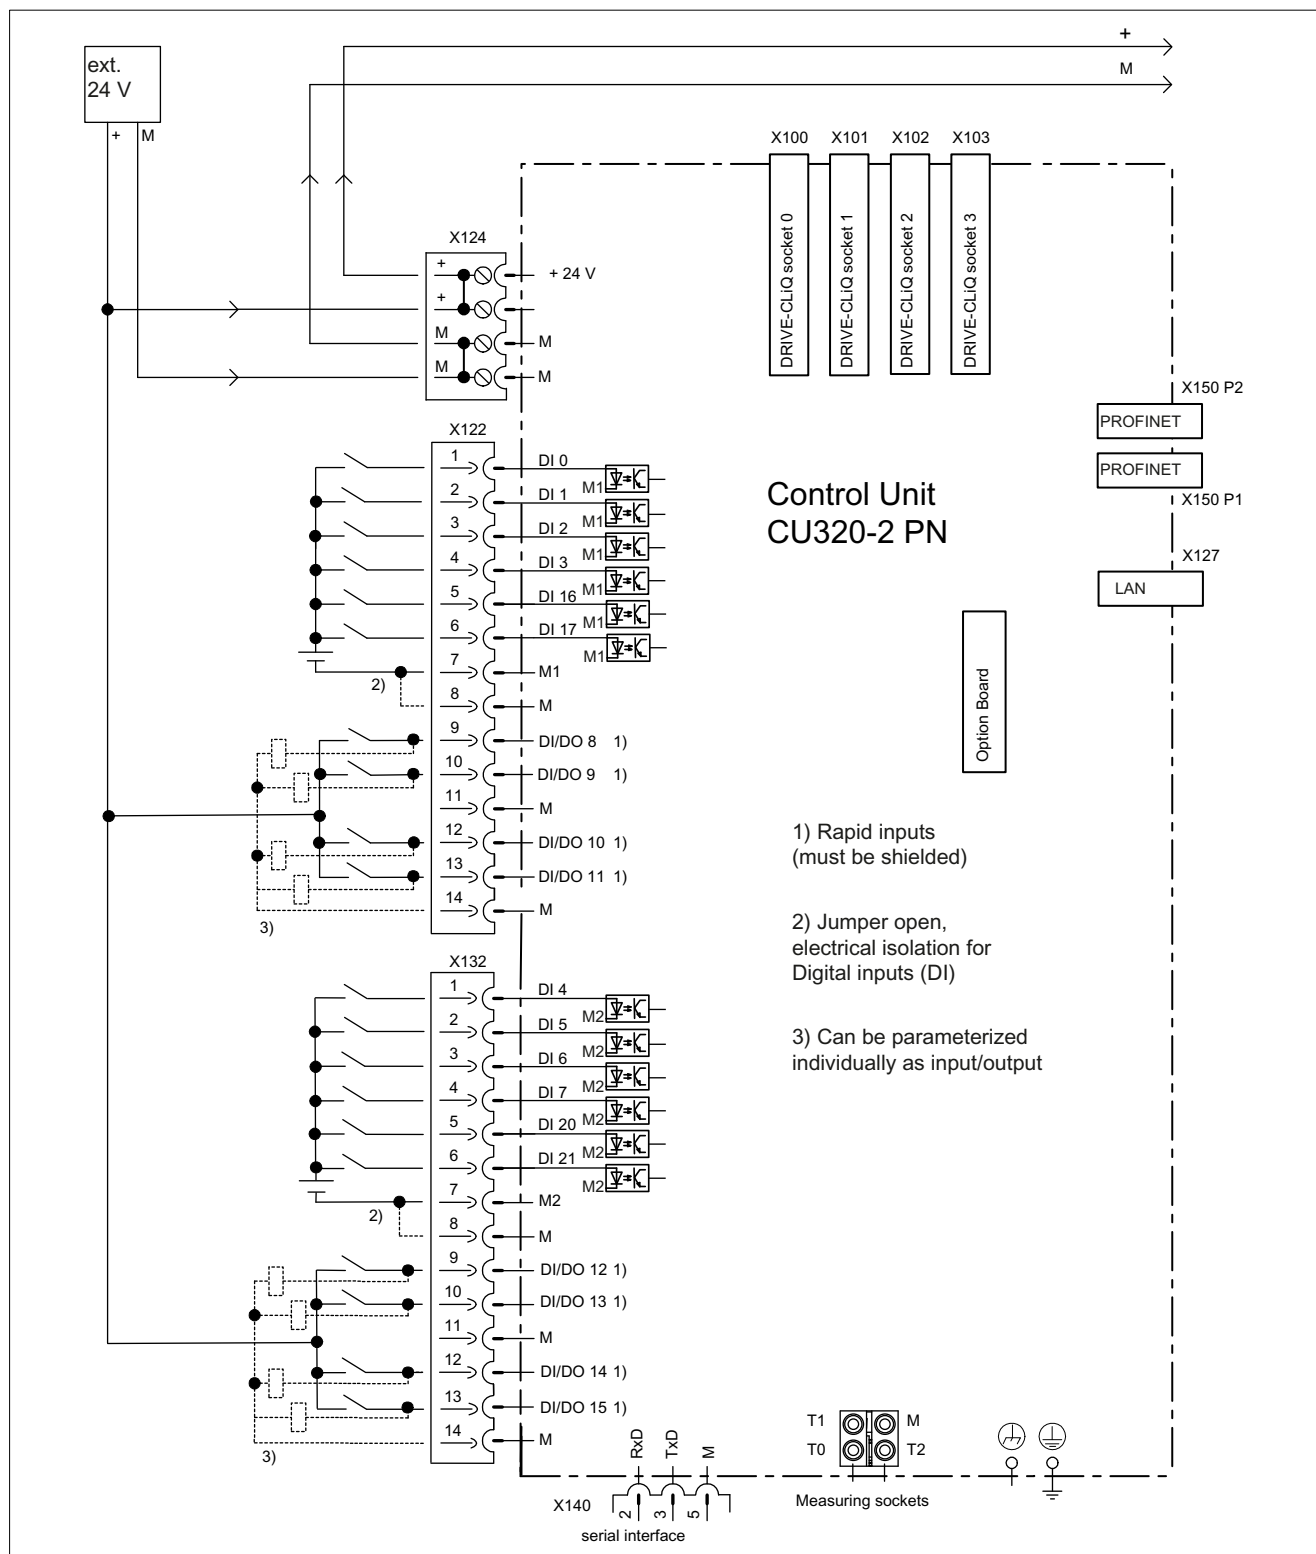 +
M
ext.
24 V
+ M
X100 X101 X102 X103
DRIVE-CLiQ socket 0
DRIVE-CLiQ socket 1
DRIVE-CLiQ socket 2
DRIVE-CLiQ socket 3
X124
+ + 24 V
+
M M
M M
X150 P2
PROFINET
PROFINET
X150 P1
X127
LAN
Control Unit
CU320-2 PN
Option Board
X122
1 DI 0 M1
2 DI 1 M1
3 DI 2 M1
4 DI 3 M1
5 DI 16 M1
6 DI 17 M1
7 M1
2)
8 M
9 DI/DO 8 1)
10 DI/DO 9 1)
11 M
12 DI/DO 10 1)
13 DI/DO 11 1)
14 M
3)
1) Rapid inputs
(must be shielded)
2) Jumper open,
electrical isolation for
Digital inputs (DI)
3) Can be parameterized
individually as input/output
X132
1 DI 4 M2
2 DI 5 M2
3 DI 6 M2
4 DI 7 M2
5 DI 20 M2
6 DI 21 M2
7 M2
2)
8 M
9 DI/DO 12 1)
10 DI/DO 13 1)
11 M
12 DI/DO 14 1)
13 DI/DO 15 1)
14 M
3)
RxD TxD M
X140 2 3 5
serial interface
T1 M
T0 T2
Measuring sockets